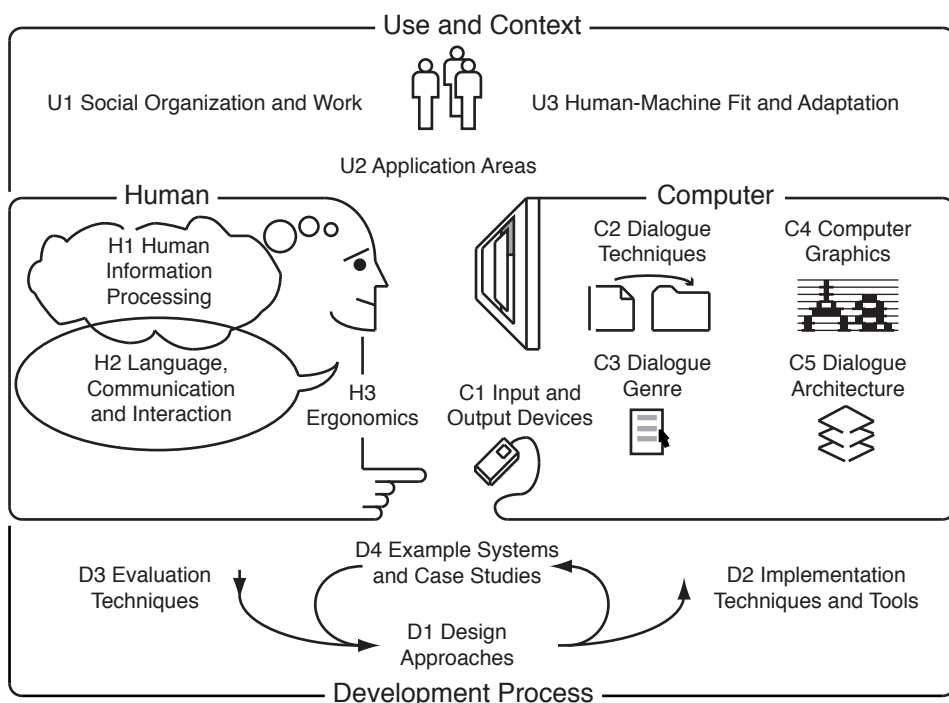 Use and Context
U1 Social Organization and Work
U3 Human-Machine Fit and Adaptation
U2 Application Areas
Human
H1 Human
Information
Processing
H2 Language,
Communication
and Interaction
H3
Ergonomics
Computer
C1 Input and
Output Devices
C2 Dialogue
Techniques
C3 Dialogue
Genre
C4 Computer
Graphics
C5 Dialogue
Architecture
D3 Evaluation
Techniques
D4 Example Systems
and Case Studies
D1 Design
Approaches
D2 Implementation
Techniques and Tools
Development Process